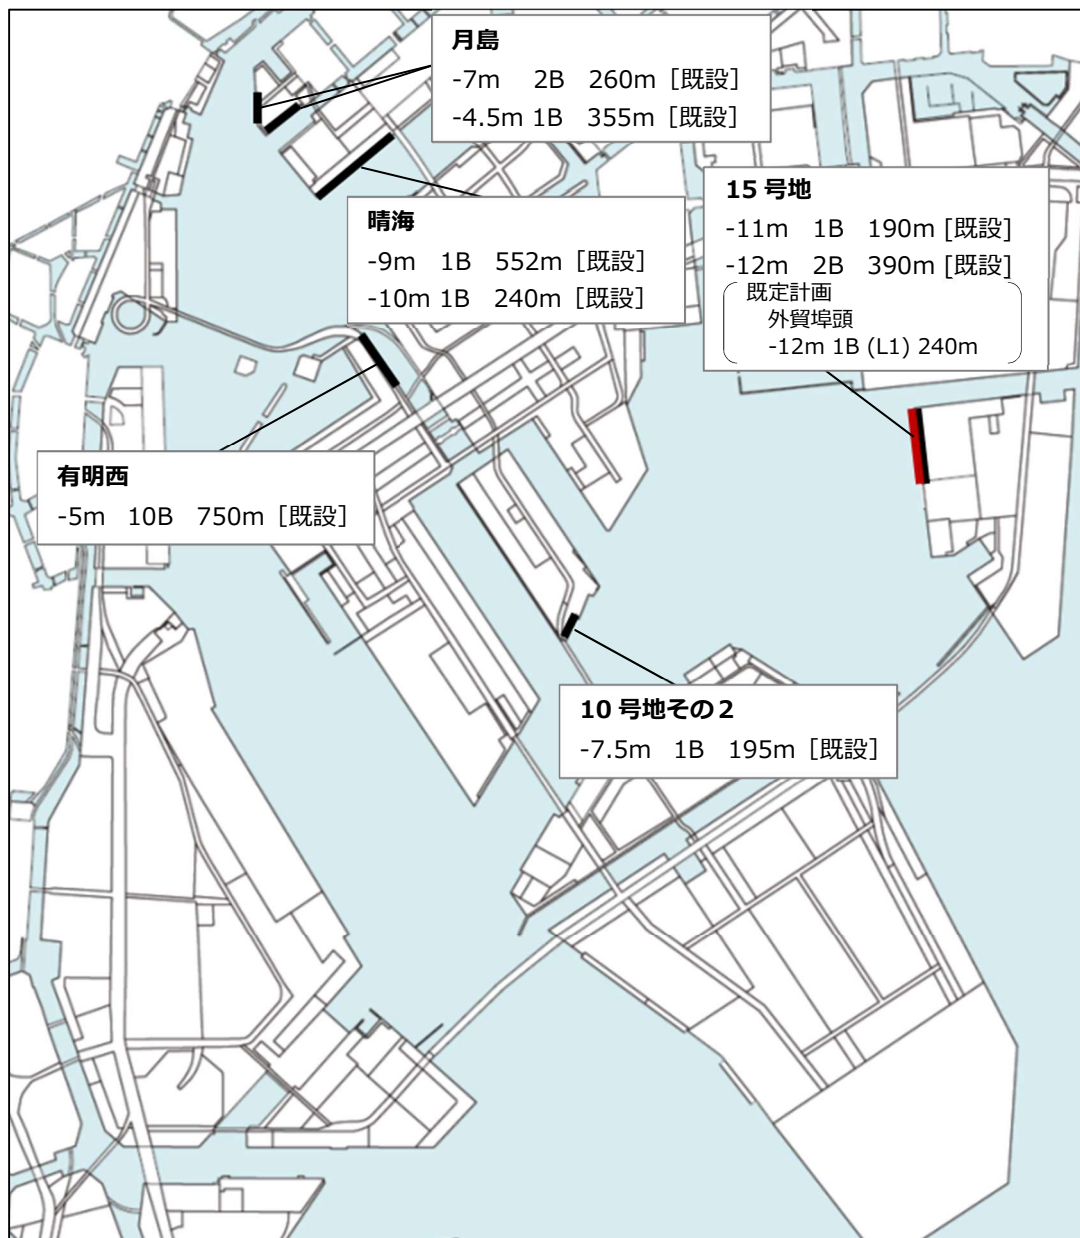 月島
-7m 2B 260m［既設］
-4.5m 1B 355m［既設］
晴海
-9m 1B 552m［既設］
-10m 1B 240m［既設］
15 号地
-11m 1B 190m [既設]
-12m 2B 390m [既設]
既定計画
外貿埠頭
-12m 1B (L1) 240m
有明西
-5m 10B 750m［既設］
10 号地その２
-7.5m 1B 195m［既設］